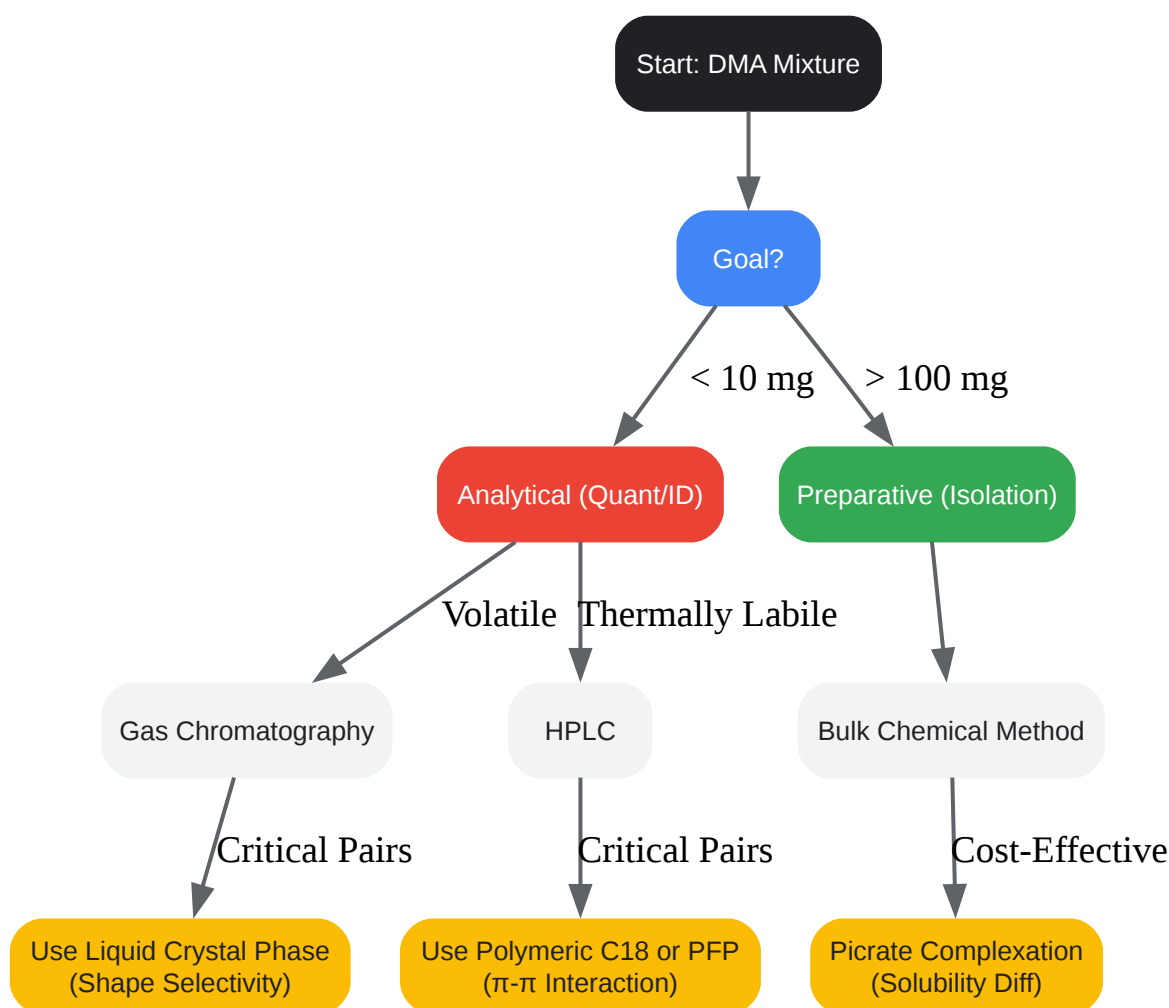 Start: DMA Mixture
Goal?
< 10 mg
> 100 mg
Analytical (Quant/ID)
Preparative (Isolation)
Volatile
Thermally Labile
Gas Chromatography
HPLC
Bulk Chemical Method
Critical Pairs
Critical Pairs
Cost-Effective
Use Liquid Crystal Phase
(Shape Selectivity)
Use Polymeric C18 or PFP
(π-π Interaction)
Picrate Complexation
(Solubility Diff)